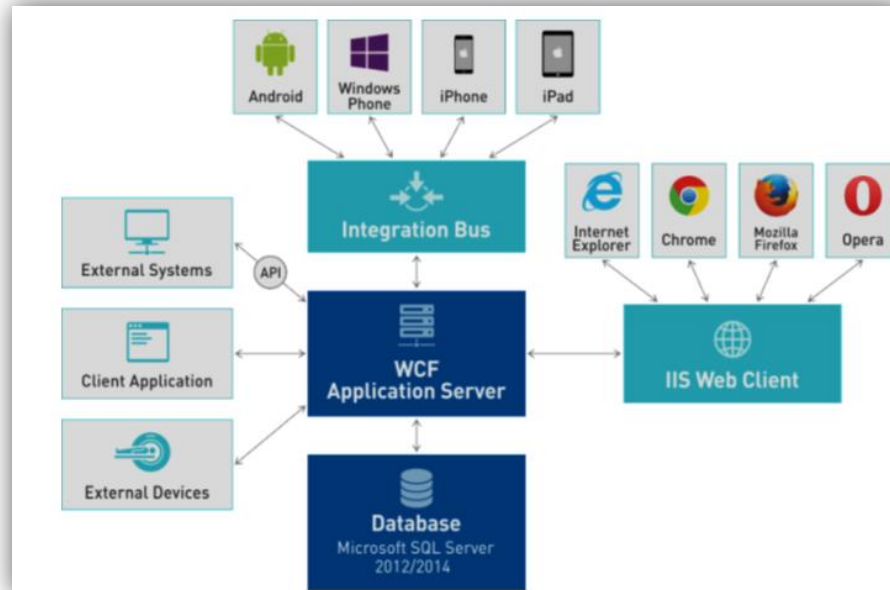 Android
Windows
Phone
iPhone
iPad
Integration Bus
Internet
Explorer
Chrome
Mozilla
Firefox
Opera
External Systems
API
Client Application
WCF
Application Server
IIS Web Client
External Devices
Database
Microsoft SQL Server
2012/2014